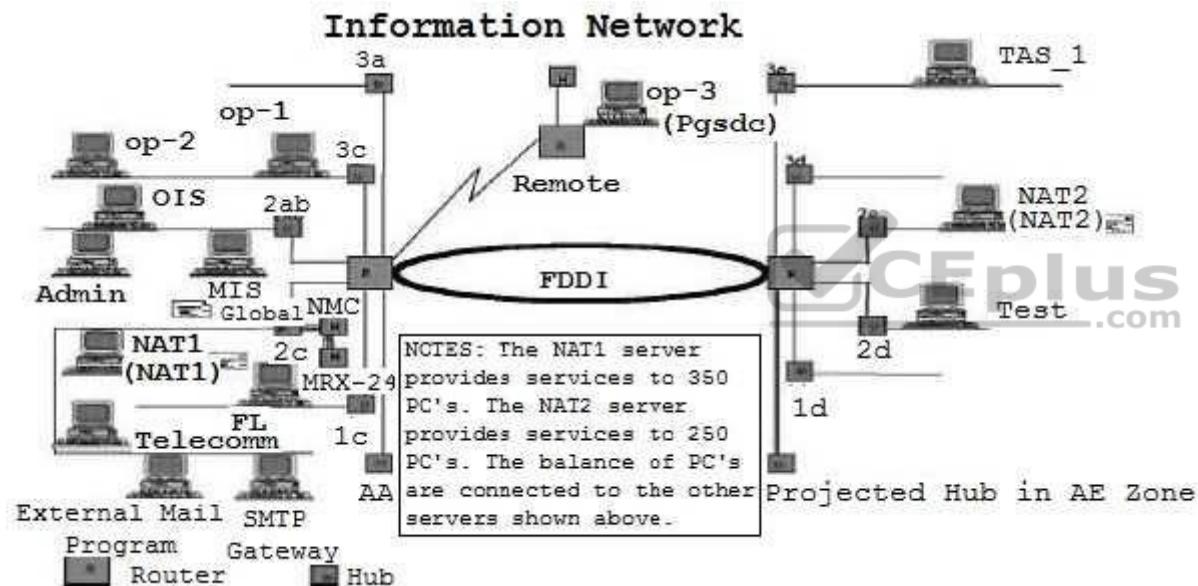 Information Network
3a
TAS_1
op-1
op-3
(Pgsdc)
op-2
3c
3d
Remote
OIS
2ab
NAT2
(NAT2)
FDDI
Admin
MIS
Global
NMC
Test
NAT1
(NAT1)
2c
2d
MRX-24
1d
FL
Telecomm
1c
NOTES: The NAT1 server
provides services to 350
PC's. The NAT2 server
provides services to 250
PC's. The balance of PC's
are connected to the other
servers shown above.
AA
Projected Hub in AE Zone
External Mail
Program
SMTP
Gateway
Router
Hub
CEplus
.com